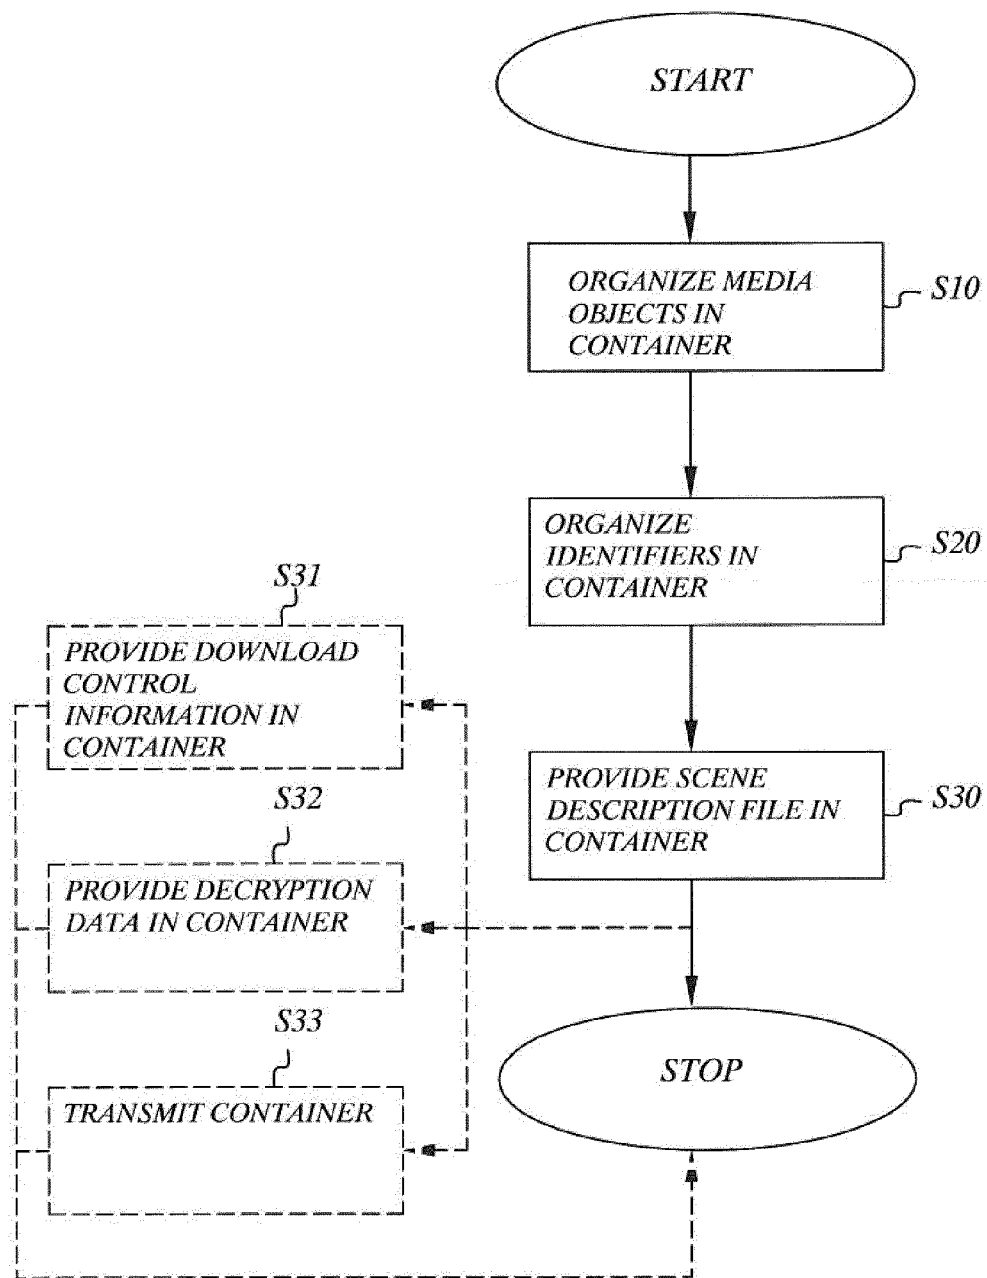 START
ORGANIZE MEDIA
OBJECTS IN
CONTAINER
S10
ORGANIZE
IDENTIFIERS IN
CONTAINER
S20
S31
PROVIDE DOWNLOAD
CONTROL
INFORMATION IN
CONTAINER
PROVIDE SCENE
DESCRIPTION FILE IN
CONTAINER
S30
S32
PROVIDE DECRYPTION
DATA IN CONTAINER
S33
TRANSMIT CONTAINER
STOP